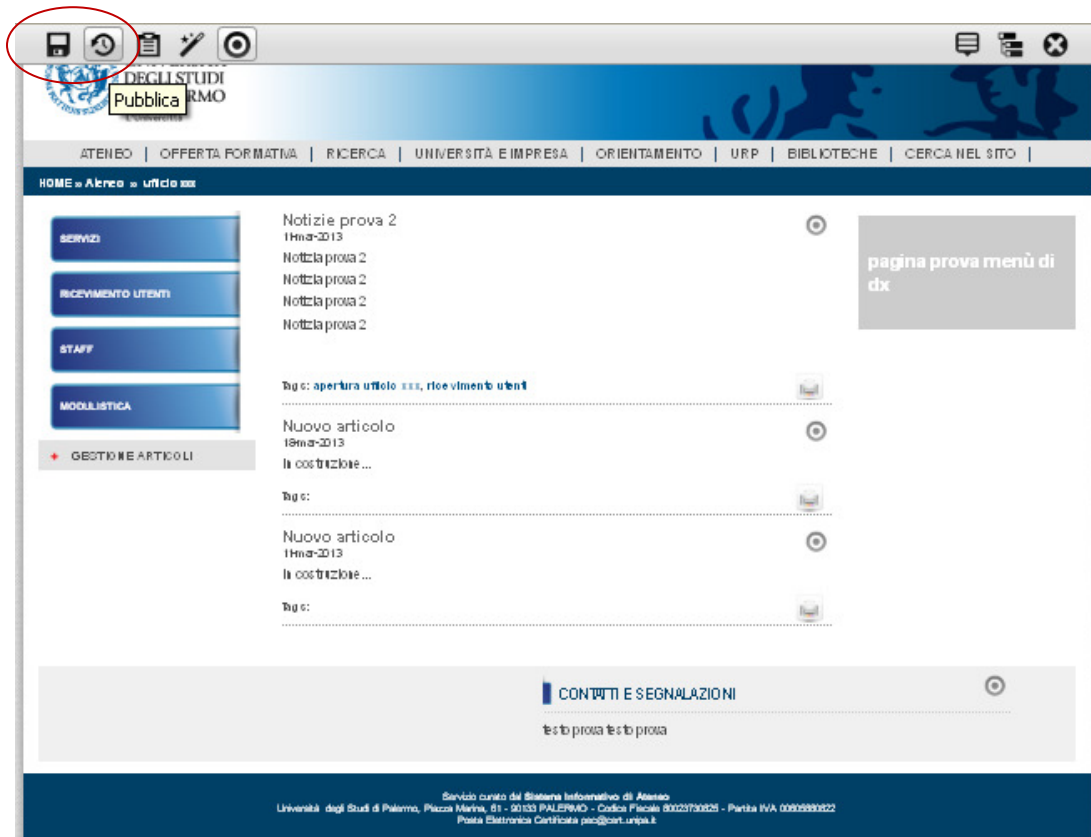 DEGLI STUDI
RMO
Pubblica
ATENEO | OFFERTA FORMATIVA | RICERCA | UNIVERSITÀ E IMPRESA | ORIENTAMENTO | URP | BIBLIOTECHE | CERCA NEL SITO |
HOME » Ateneo » ufficio xxx
SERVIZI
RICEVIMENTO UTENTI
STAFF
MODULISTICA
GESTIONE ARTICOLI
Notizie prova 2
11-mar-2013
Notizia prova 2
Notizia prova 2
Notizia prova 2
Notizia prova 2
Tags: apertura ufficio xxx, ricevimento utenti
Nuovo articolo
18-mar-2013
In costruzione...
Tags:
Nuovo articolo
11-mar-2013
In costruzione...
Tags:
pagina prova menù di
dx
CONTATTI E SEGNALAZIONI
testo prova testo prova
Servizio curato dal Sistema Informativo di Ateneo
Università degli Studi di Palermo, Piazza Marina, 61 - 90133 PALERMO - Codice Fiscale 80023730825 - Partita IVA 00605880822
Posta Elettronica Certificata pec@cert.unipa.it